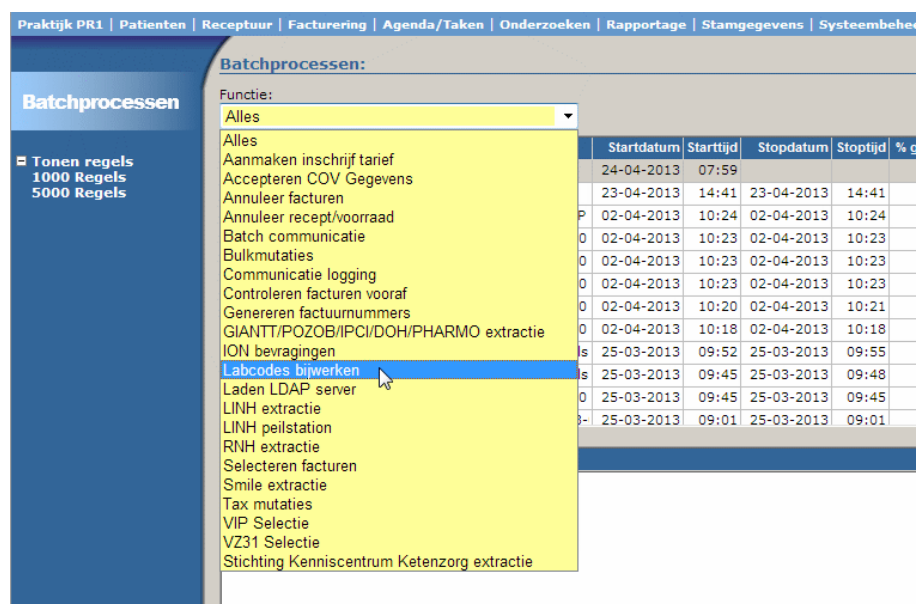 Praktijk PR1 | Patienten | Receptuur | Facturering | Agenda/Taken | Onderzoeken | Rapportage | Stamgegevens | Systeembehee
Batchprocessen
Tonen regels
1000 Regels
5000 Regels
Batchprocessen:
Functie:
Alles
Alles
Aanmaken inschrijf tarief
Accepteren COV Gegevens
Annuleer facturen
Annuleer recept/voorraad
Batch communicatie
Bulkmutaties
Communicatie logging
Controleren facturen vooraf
Genereren factuurnummers
GIANTT/POZOB/IPCI/DOH/PHARMO extractie
ION bevragingen
Labcodes bijwerken
Laden LDAP server
LINH extractie
LINH peilstation
RNH extractie
Selecteren facturen
Smile extractie
Tax mutaties
VIP Selectie
VZ31 Selectie
Stichting Kenniscentrum Ketenzorg extractie
Startdatum Starttijd Stopdatum Stoptijd % g
24-04-2013 07:59
23-04-2013 14:41 23-04-2013 14:41
P 02-04-2013 10:24 02-04-2013 10:24
0 02-04-2013 10:23 02-04-2013 10:23
0 02-04-2013 10:23 02-04-2013 10:23
0 02-04-2013 10:23 02-04-2013 10:23
0 02-04-2013 10:20 02-04-2013 10:21
0 02-04-2013 10:18 02-04-2013 10:18
ls 25-03-2013 09:52 25-03-2013 09:55
ls 25-03-2013 09:45 25-03-2013 09:48
0 25-03-2013 09:45 25-03-2013 09:45
3- 25-03-2013 09:01 25-03-2013 09:01